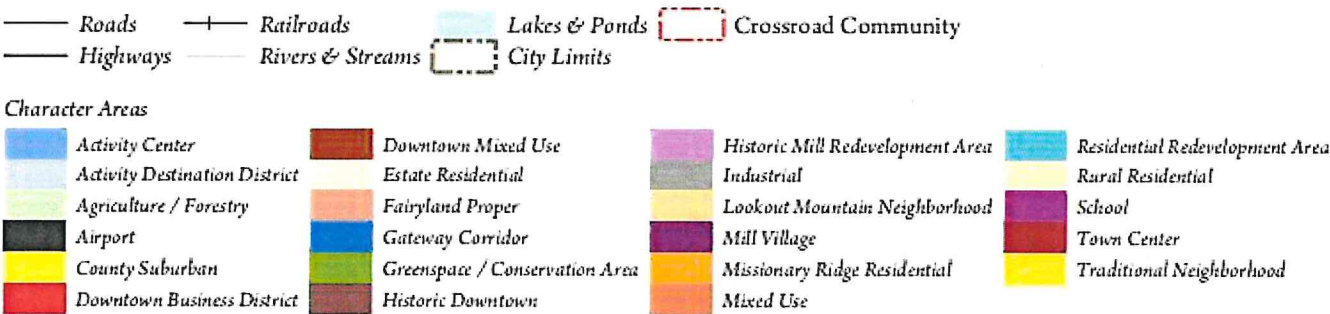 Roads Railroads Lakes & Ponds Crossroad Community
Highways Rivers & Streams City Limits
Character Areas
Activity Center Downtown Mixed Use Historic Mill Redevelopment Area Residential Redevelopment Area
Activity Destination District Estate Residential Industrial Rural Residential
Agriculture / Forestry Fairyland Proper Lookout Mountain Neighborhood School
Airport Gateway Corridor Mill Village Town Center
County Suburban Greenspace / Conservation Area Missionary Ridge Residential Traditional Neighborhood
Downtown Business District Historic Downtown Mixed Use